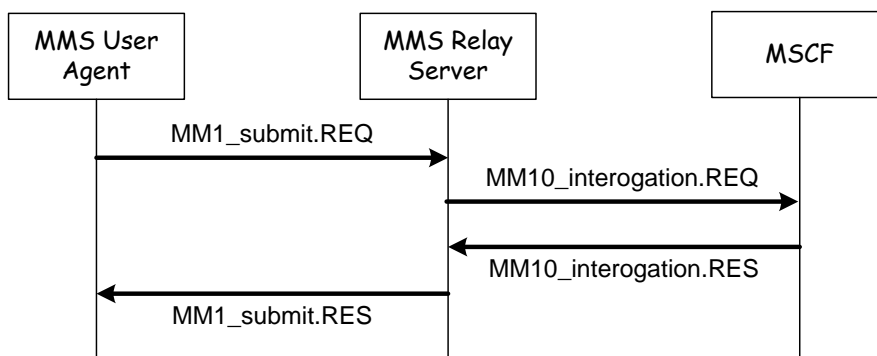 MMS User
Agent
MMS Relay
Server
MSCF
MM1_submit.REQ
MM10_interogation.REQ
MM10_interogation.RES
MM1_submit.RES